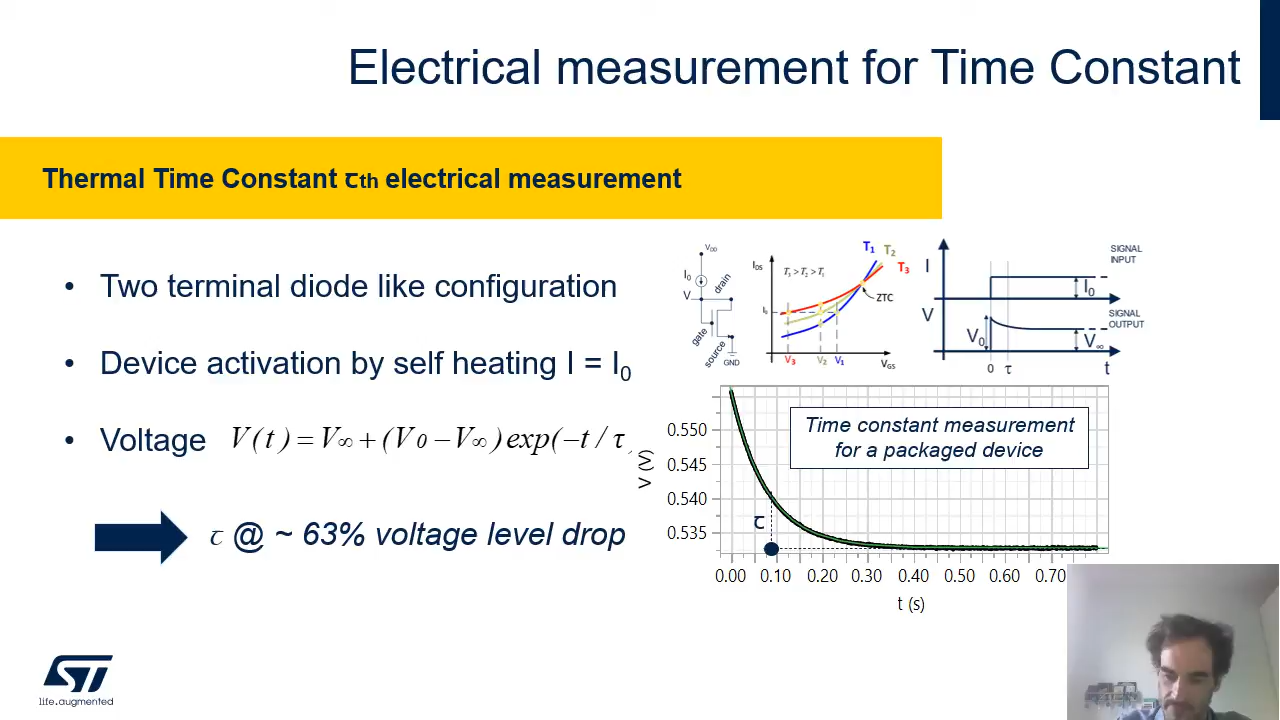 Electrical measurement for Time Constant
Thermal Time Constant τth electrical measurement
• Two terminal diode like configuration
• Device activation by self heating I = I0
• Voltage V(t) = V∞ + (V0 − V∞)exp(−t / τ
τ @ ~ 63% voltage level drop
VDD
I0
V
drain
gate
source
GND
IDS
T3 > T2 > T1
T1
T2
T3
ZTC
I0
V3
V2
V1
VGS
I
SIGNAL
INPUT
I0
V
SIGNAL
OUTPUT
V0
V∞
0
τ
t
Time constant measurement
for a packaged device
V (V)
0.550
0.545
0.540
0.535
τ
0.00 0.10 0.20 0.30 0.40 0.50 0.60 0.70
t (s)
ST
life.augmented